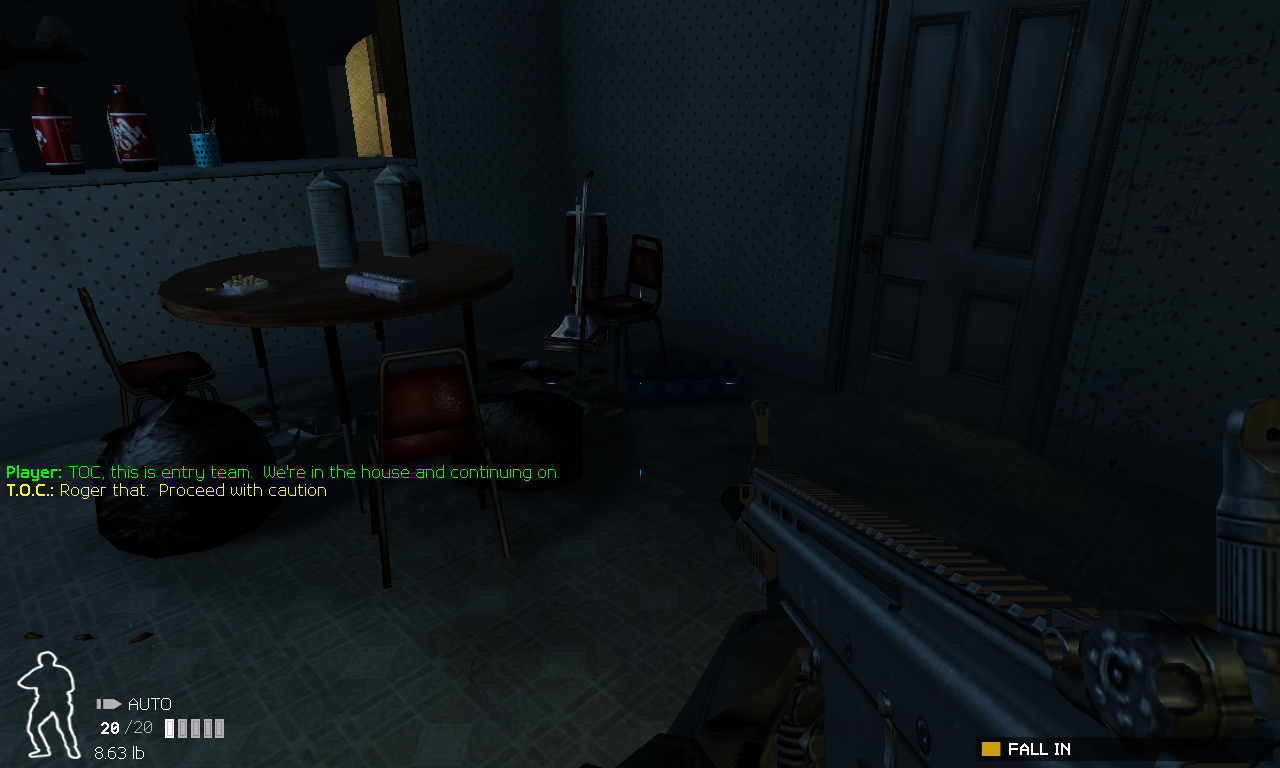 Progress
Player: TOC, this is entry team. We're in the house and continuing on.
T.O.C.: Roger that. Proceed with caution
AUTO
20/20
8.63 lb
FALL IN